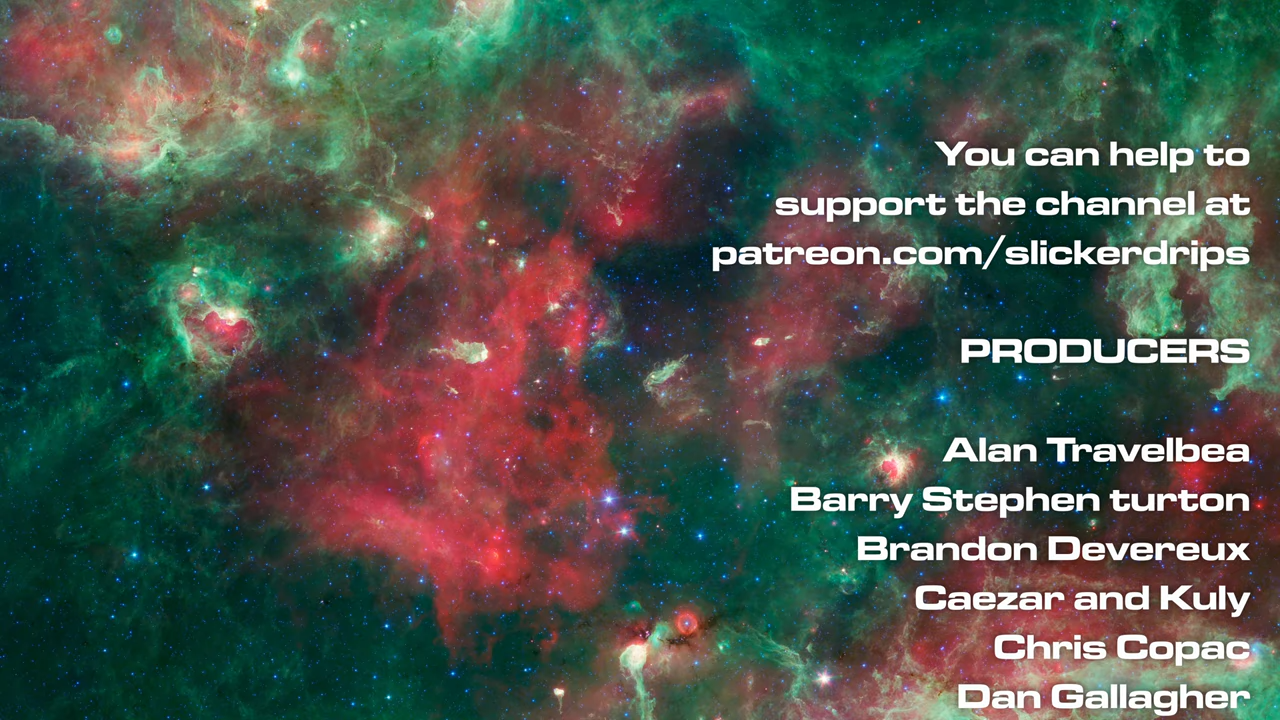 You can help to
support the channel at
patreon.com/slickerdrips
PRODUCERS
Alan Travelbea
Barry Stephen turton
Brandon Devereux
Caezar and Kuly
Chris Copac
Dan Gallagher